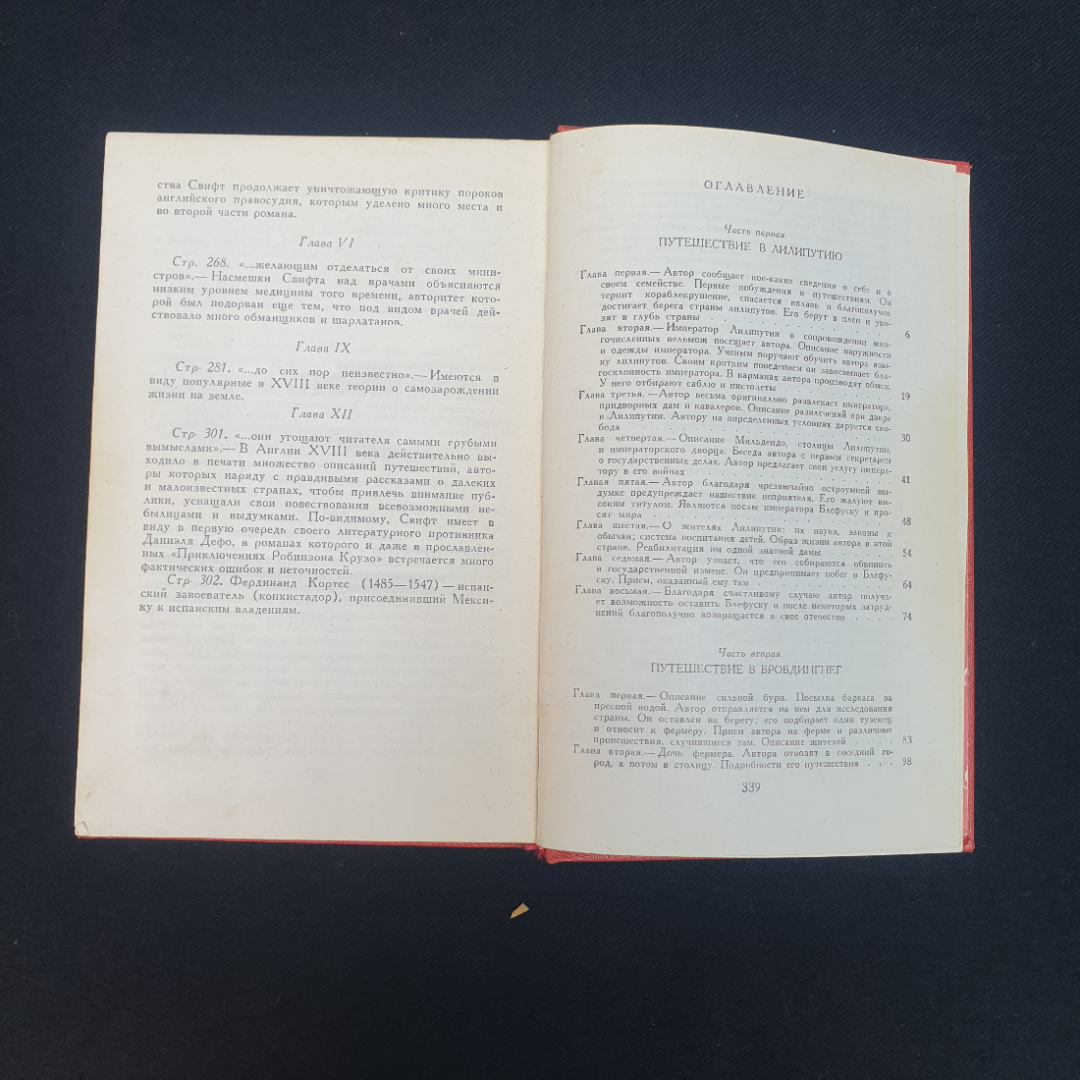 ства Свифт продолжает уничтожающую критику пороков
английского правосудия, которым уделено много места и
во второй части романа.
Глава VI
Стр. 268. «...желающим отделаться от своих мини-
стров».— Насмешки Свифта над врачами объясняются
низким уровнем медицины того времени, авторитет кото-
рой был подорван еще тем, что под видом врачей дей-
ствовало много обманщиков и шарлатанов.
Глава IX
Стр 281. «...до сих пор неизвестно».— Имеются в
виду популярные в XVIII веке теории о самозарождении
жизни на земле.
Глава XII
Стр 301. «...они угощают читателя самыми грубыми
вымыслами».— В Англии XVIII века действительно вы-
ходило в печати множество описаний путешествий, авто-
ры которых наряду с правдивыми рассказами о далеких
и малоизвестных странах, чтобы привлечь внимание пуб-
лики, уснащали свои повествования всевозможными не-
былицами и выдумками. По-видимому, Свифт имеет в
виду в первую очередь своего литературного противника
Даниэля Дефо, в романах которого и даже в прославлен-
ных «Приключениях Робинзона Крузо» встречается много
фактических ошибок и неточностей.
Стр 302. Фердинанд Кортес (1485—1547) — испан-
ский завоеватель (конкистадор), присоединивший Мекси-
ку к испанским владениям.
ОГЛАВЛЕНИЕ
Часть первая
ПУТЕШЕСТВИЕ В ЛИЛИПУТИЮ
Глава первая.— Автор сообщает кое-какие сведения о себе и о
своем семействе. Первые побуждения к путешествиям. Он
терпит кораблекрушение, спасается вплавь и благополучно
достигает берега страны лилипутов. Его берут в плен и уво-
зят в глубь страны . . . . . . . . . . . . 6
Глава вторая.— Император Лилипутии в сопровождении мно-
гочисленных вельмож посещает автора. Описание наружности
и одежды императора. Ученым поручают обучить автора язы-
ку лилипутов. Своим кротким поведением он завоевывает бла-
госклонность императора. В карманах автора производят обыск.
У него отбирают саблю и пистолеты . . . . . . . 19
Глава третья.— Автор весьма оригинально развлекает императора,
придворных дам и кавалеров. Описание развлечений при дворе
в Лилипутии. Автору на определенных условиях даруется сво-
бода . . . . . . . . . . . . . . 30
Глава четвертая.— Описание Мильдендо, столицы Лилипутии,
и императорского дворца. Беседа автора с первым секретарем
о государственных делах. Автор предлагает свои услугу импера-
тору в его войнах . . . . . . . . . . . 41
Главая пятая.— Автор благодаря чрезвычайно остроумней вы-
думке предупреждает нашествие неприятеля. Его жалуют вы-
соким титулом. Являются послы императора Блефуску и про-
сят мира . . . . . . . . . . . . . 48
Глава шестая.— О жителях Лилипутии; их наука, законы и
обычаи; система воспитания детей. Образ жизни автора в этой
стране. Реабилитация им одной знатной дамы . . . . . 54
Глава седьмая.— Автор узнает, что его собираются обвинить
в государственной измене. Он предпринимает побег в Блефу-
ску. Прием, оказанный ему там . . . . . . . . 64
Глава восьмая.— Благодаря счастливому случаю автор получа-
ет возможность оставить Блефуску и после некоторых затруд-
нений благополучно возвращается в свое отечество . . . . 74
Часть вторая
ПУТЕШЕСТВИЕ В БРОБДИНГНЕГ
Глава первая.— Описание сильной бури. Посылка баркаса за
пресной водой. Автор отправляется на нем для исследования
страны. Он оставлен на берегу; его подбирает один туземец
и относит к фермеру. Прием автора на ферме и различные
происшествия, случившиеся там. Описание жителей . . . . 83
Глава вторая.— Дочь фермера. Автора отвозят в соседний го-
род, а потом в столицу. Подробности его путешествия . . . 98
339